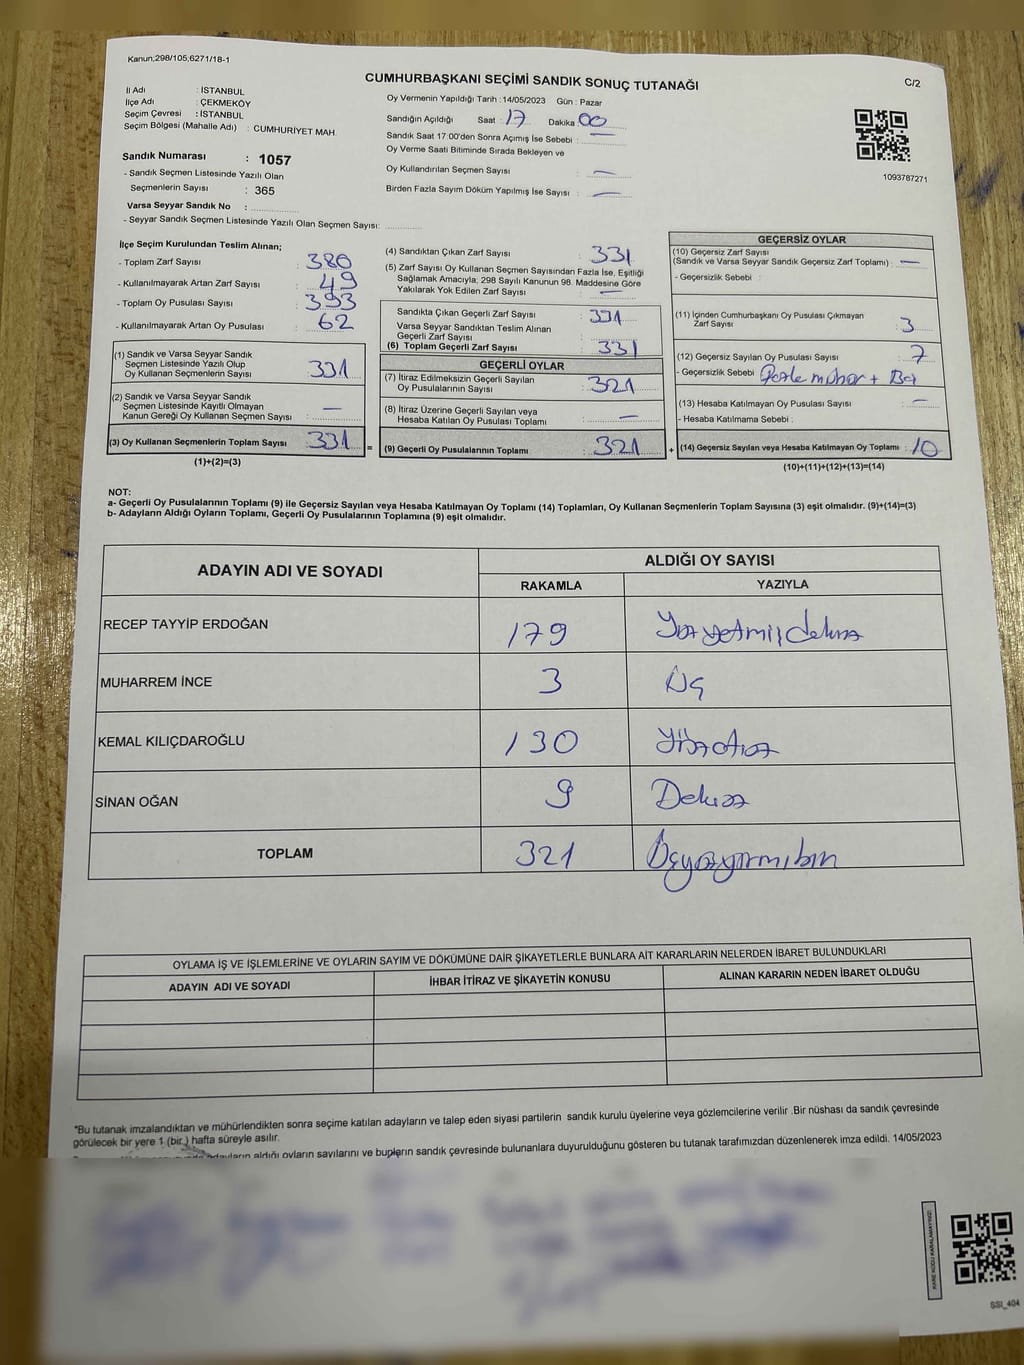 Kanun;298/105;6271/18-1
CUMHURBAŞKANI SEÇİMİ SANDIK SONUÇ TUTANAĞI
C/2
İl Adı : İSTANBUL
İlçe Adı : ÇEKMEKÖY
Seçim Çevresi : İSTANBUL
Seçim Bölgesi (Mahalle Adı) : CUMHURİYET MAH.
Sandık Numarası : 1057
- Sandık Seçmen Listesinde Yazılı Olan
Seçmenlerin Sayısı : 365
Varsa Seyyar Sandık No :
- Seyyar Sandık Seçmen Listesinde Yazılı Olan Seçmen Sayısı:
Oy Vermenin Yapıldığı Tarih : 14/05/2023 Gün : Pazar
Sandığın Açıldığı Saat : 17 Dakika 00
Sandık Saat 17:00'den Sonra Açımış İse Sebebi : —
Oy Verme Saati Bitiminde Sırada Bekleyen ve
Oy Kullandırılan Seçmen Sayısı : —
Birden Fazla Sayım Döküm Yapılmış İse Sayısı : —
1093787271
İlçe Seçim Kurulundan Teslim Alınan;
- Toplam Zarf Sayısı : 380
- Kullanılmayarak Artan Zarf Sayısı : 49
- Toplam Oy Pusulası Sayısı : 393
- Kullanılmayarak Artan Oy Pusulası : 62
(1) Sandık ve Varsa Seyyar Sandık
Seçmen Listesinde Yazılı Olup
Oy Kullanan Seçmenlerin Sayısı : 331
(2) Sandık ve Varsa Seyyar Sandık
Seçmen Listesinde Kayıtlı Olmayan
Kanun Gereği Oy Kullanan Seçmen Sayısı : —
(3) Oy Kullanan Seçmenlerin Toplam Sayısı : 331 =
(1)+(2)=(3)
(4) Sandıktan Çıkan Zarf Sayısı : 331
(5) Zarf Sayısı Oy Kullanan Seçmen Sayısından Fazla İse, Eşitliği
Sağlamak Amacıyla, 298 Sayılı Kanunun 98. Maddesine Göre
Yakılarak Yok Edilen Zarf Sayısı : —
Sandıkta Çıkan Geçerli Zarf Sayısı : 331
Varsa Seyyar Sandıktan Teslim Alınan
Geçerli Zarf Sayısı :
(6) Toplam Geçerli Zarf Sayısı : 331
GEÇERLİ OYLAR
(7) İtiraz Edilmeksizin Geçerli Sayılan
Oy Pusulalarının Sayısı : 321
(8) İtiraz Üzerine Geçerli Sayılan veya
Hesaba Katılan Oy Pusulası Toplamı : —
(9) Geçerli Oy Pusulalarının Toplamı : 321 +
GEÇERSİZ OYLAR
(10) Geçersiz Zarf Sayısı
(Sandık ve Varsa Seyyar Sandık Geçersiz Zarf Toplamı) : —
- Geçersizlik Sebebi :
(11) İçinden Cumhurbaşkanı Oy Pusulası Çıkmayan
Zarf Sayısı : 3
(12) Geçersiz Sayılan Oy Pusulası Sayısı : 7
- Geçersizlik Sebebi : mühür +
(13) Hesaba Katılmayan Oy Pusulası Sayısı : —
- Hesaba Katılmama Sebebi :
(14) Geçersiz Sayılan veya Hesaba Katılmayan Oy Toplamı : 10
(10)+(11)+(12)+(13)=(14)
NOT:
a- Geçerli Oy Pusulalarının Toplamı (9) ile Geçersiz Sayılan veya Hesaba Katılmayan Oy Toplamı (14) Toplamları, Oy Kullanan Seçmenlerin Toplam Sayısına (3) eşit olmalıdır. (9)+(14)=(3)
b- Adayların Aldığı Oyların Toplamı, Geçerli Oy Pusulalarının Toplamına (9) eşit olmalıdır.
ADAYIN ADI VE SOYADI
ALDIĞI OY SAYISI
RAKAMLA YAZIYLA
RECEP TAYYİP ERDOĞAN 179 Yüzyetmişdokuz
MUHARREM İNCE 3 Üç
KEMAL KILIÇDAROĞLU 130 Yüzotuz
SİNAN OĞAN 9 Dokuz
TOPLAM 321 Üçyüzyirmibir
OYLAMA İŞ VE İŞLEMLERİNE VE OYLARIN SAYIM VE DÖKÜMÜNE DAİR ŞİKAYETLERLE BUNLARA AİT KARARLARIN NELERDEN İBARET BULUNDUKLARI
ADAYIN ADI VE SOYADI İHBAR İTİRAZ VE ŞİKAYETİN KONUSU ALINAN KARARIN NEDEN İBARET OLDUĞU
*Bu tutanak imzalandıktan ve mühürlendikten sonra seçime katılan adayların ve talep eden siyasi partilerin sandık kurulu üyelerine veya gözlemcilerine verilir .Bir nüshası da sandık çevresinde
görülecek bir yere 1 (bir.) hafta süreyle asılır.
adayların aldığı oyların sayılarını ve bunların sandık çevresinde bulunanlara duyurulduğunu gösteren bu tutanak tarafımızdan düzenlenerek imza edildi. 14/05/2023
KARE KODU KARALAMAYINIZ!
SSI_404